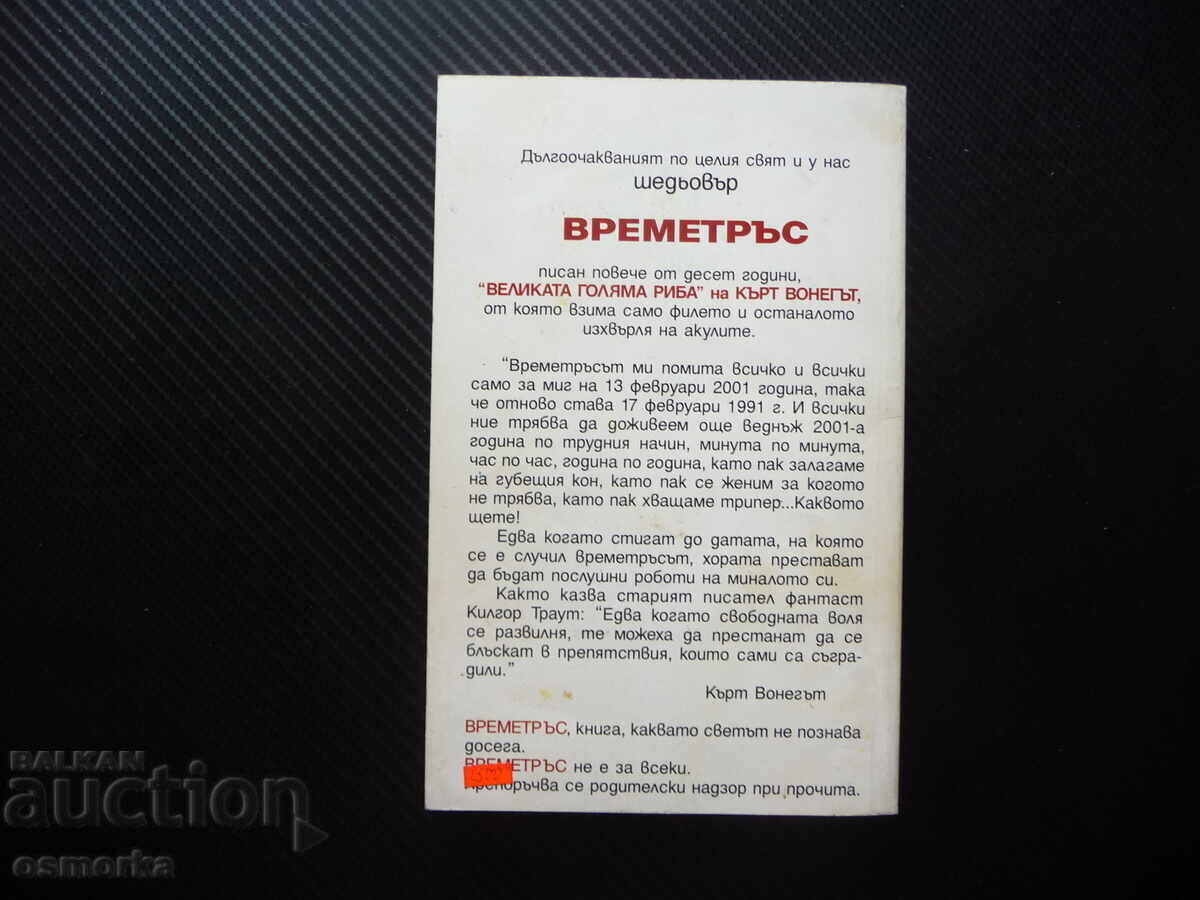 Дългоочакваният по целия свят и у нас
шедьовър
ВРЕМЕТРЪС
писан повече от десет години,
“ВЕЛИКАТА ГОЛЯМА РИБА” на КЪРТ ВОНЕГЪТ,
от която взима само филето и останалото
изхвърля на акулите.
“Времетръсът ми помита всичко и всички
само за миг на 13 февруари 2001 година, така
че отново става 17 февруари 1991 г. И всички
ние трябва да доживеем още веднъж 2001-а
година по трудния начин, минута по минута,
час по час, година по година, като пак залагаме
на губещия кон, като пак се женим за когото
не трябва, като пак хващаме трипер...Каквото
щете!
Едва когато стигат до датата, на която
се е случил времетръсът, хората престават
да бъдат послушни роботи на миналото си.
Както казва старият писател фантаст
Килгор Траут: “Едва когато свободната воля
се развилня, те можеха да престанат да се
блъскат в препятствия, които сами са съгра-
дили.”
Кърт Вонегът
ВРЕМЕТРЪС, книга, каквато светът не познава
досега.
ВРЕМЕТРЪС не е за всеки.
Препоръчва се родителски надзор при прочита.
BALKAN
auction
osmorka